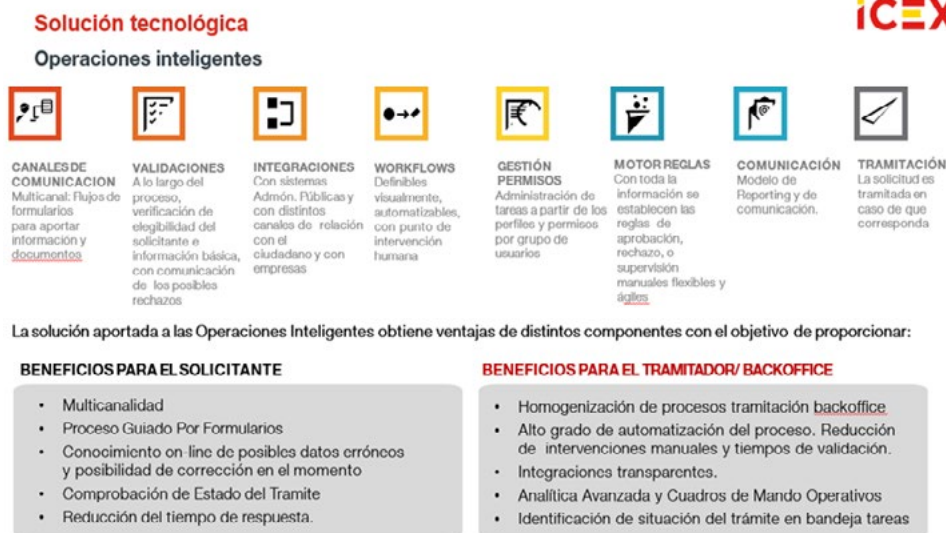 Solución tecnológica
ICEX
Operaciones inteligentes
CANALES DE
COMUNICACION
Multicanal: Flujos de
formularios
para aportar
información y
documentos
VALIDACIONES
A lo largo del
proceso,
verificación de
elegibilidad del
solicitante e
información básica,
con comunicación
de los posibles
rechazos
INTEGRACIONES
Con sistemas
Admón. Públicas y
con distintos
canales de relación
con el
ciudadano y con
empresas
WORKFLOWS
Definibles
visualmente,
automatizables,
con punto de
intervención
humana
GESTIÓN
PERMISOS
Administración de
tareas a partir de los
perfiles y permisos
por grupo de
usuarios
MOTOR REGLAS
Con toda la
información se
establecen las
reglas de
aprobación,
rechazo, o
supervisión
manuales flexibles y
ágiles
COMUNICACIÓN
Modelo de
Reporting y de
comunicación.
TRAMITACIÓN
La solicitud es
tramitada en
caso de que
corresponda
La solución aportada a las Operaciones Inteligentes obtiene ventajas de distintos componentes con el objetivo de proporcionar:
BENEFICIOS PARA EL SOLICITANTE
• Multicanalidad
• Proceso Guiado Por Formularios
• Conocimiento on-line de posibles datos erróneos
y posibilidad de corrección en el momento
• Comprobación de Estado del Tramite
• Reducción del tiempo de respuesta.
BENEFICIOS PARA EL TRAMITADOR/ BACKOFFICE
• Homogenización de procesos tramitación backoffice
• Alto grado de automatización del proceso. Reducción
de intervenciones manuales y tiempos de validación.
• Integraciones transparentes.
• Analítica Avanzada y Cuadros de Mando Operativos
• Identificación de situación del trámite en bandeja tareas